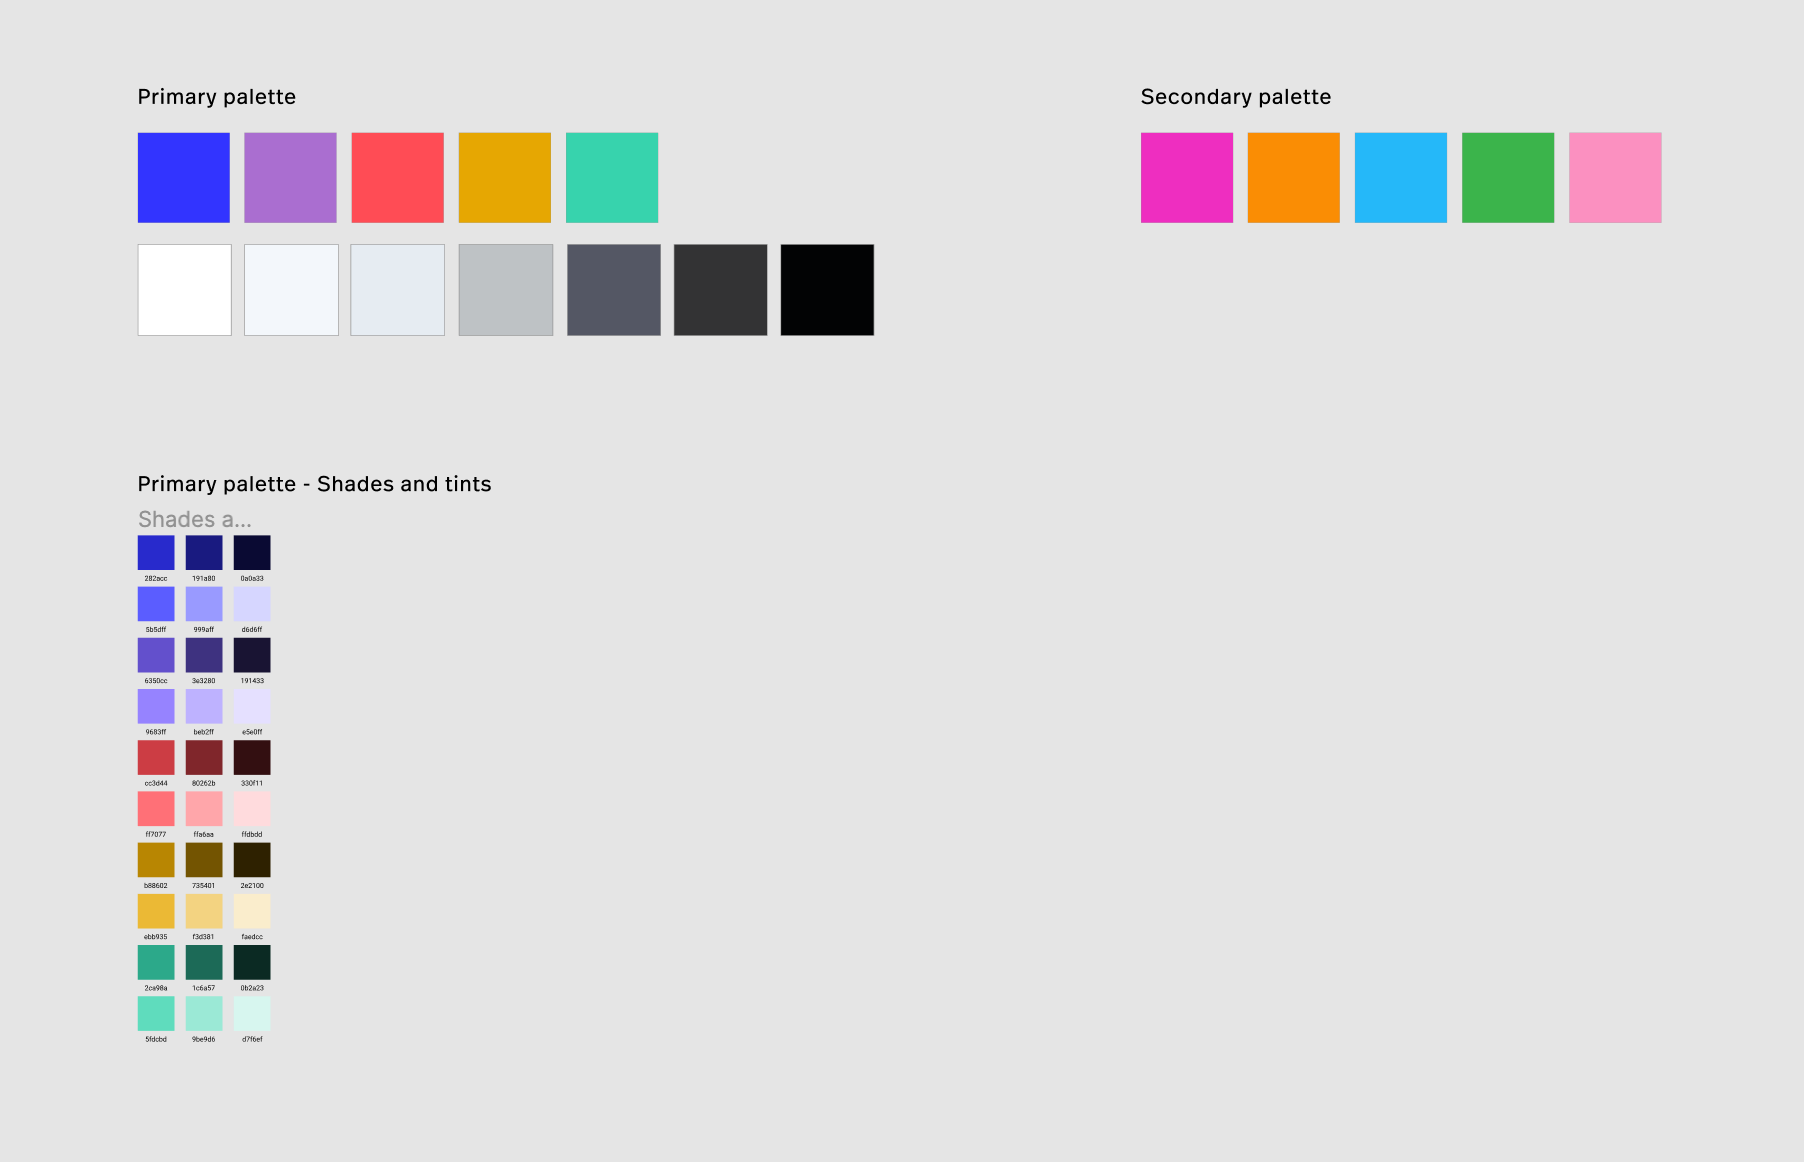 Primary palette
Secondary palette
Primary palette - Shades and tints
Shades a...
282acc 191a80 0a0a33
5b5dff 999aff d6d6ff
6350cc 3e3280 191433
9683ff beb2ff e5e0ff
cc3d44 80262b 330f11
ff7077 ffa6aa ffdbdd
b88602 735401 2e2100
ebb935 f3d381 faedcc
2ca98a 1c6a57 0b2a23
5fdcbd 9be9d6 d7f6ef